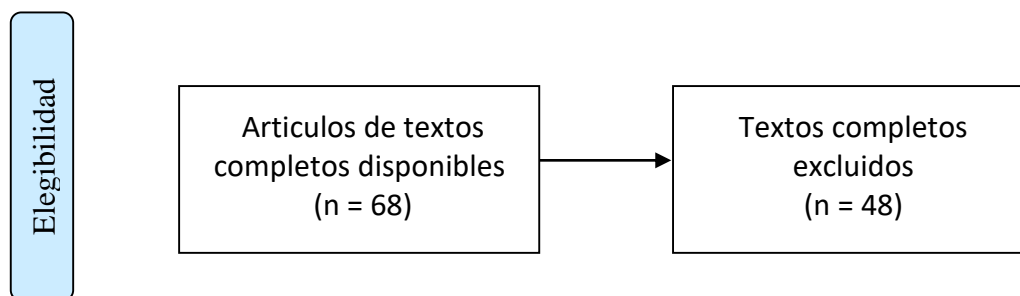 Elegibilidad
Articulos de textos
completos disponibles
(n = 68)
Textos completos
excluidos
(n = 48)